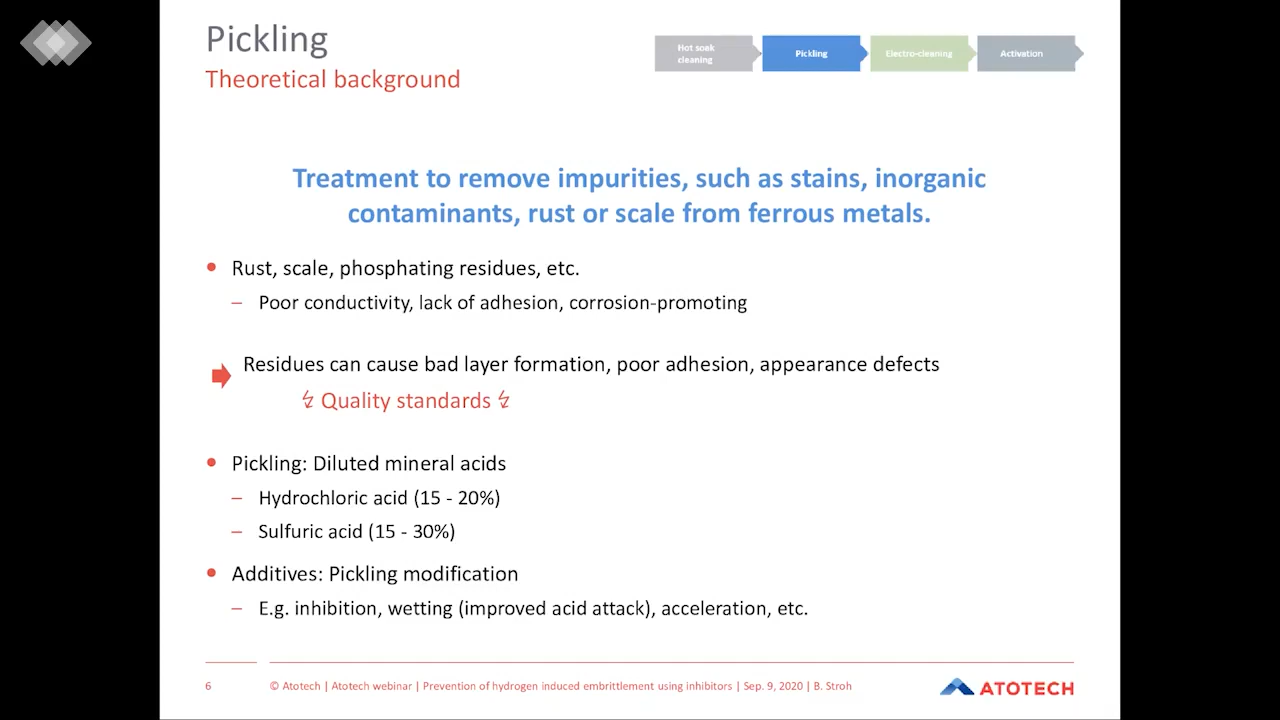 Pickling
Theoretical background
Hot soak
cleaning
Pickling
Electro-cleaning
Activation
Treatment to remove impurities, such as stains, inorganic
contaminants, rust or scale from ferrous metals.
• Rust, scale, phosphating residues, etc.
– Poor conductivity, lack of adhesion, corrosion-promoting
Residues can cause bad layer formation, poor adhesion, appearance defects
↯ Quality standards ↯
• Pickling: Diluted mineral acids
– Hydrochloric acid (15 - 20%)
– Sulfuric acid (15 - 30%)
• Additives: Pickling modification
– E.g. inhibition, wetting (improved acid attack), acceleration, etc.
6 © Atotech | Atotech webinar | Prevention of hydrogen induced embrittlement using inhibitors | Sep. 9, 2020 | B. Stroh
ATOTECH